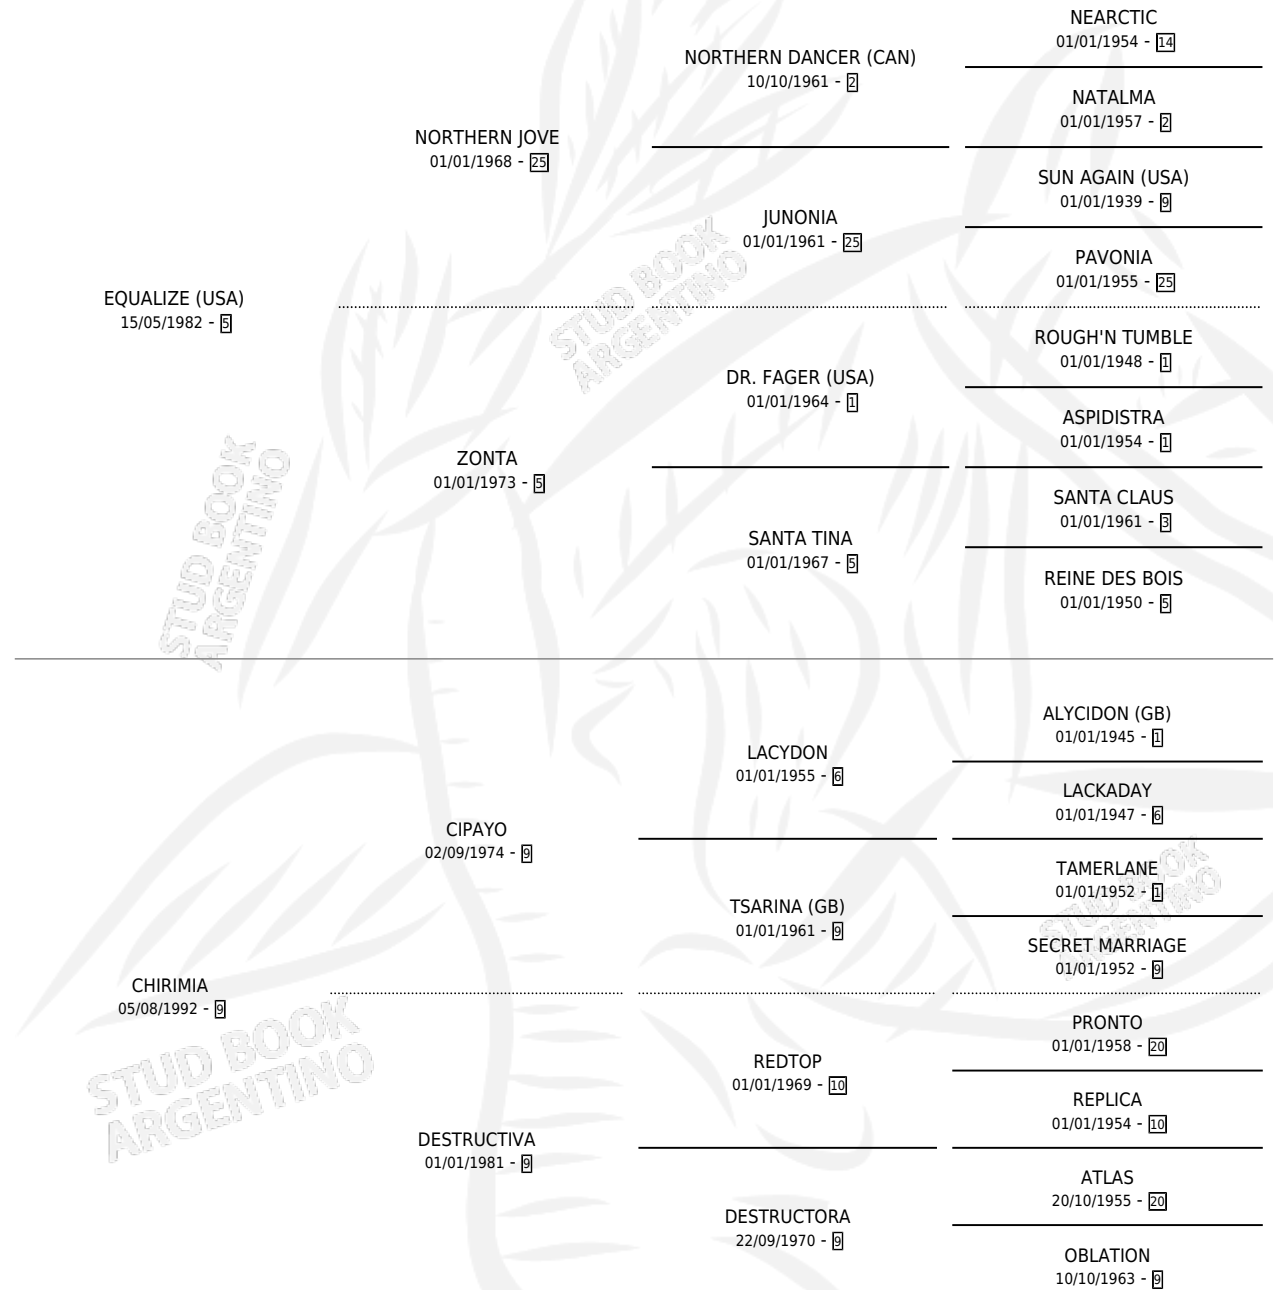 NEARCTIC
01/01/1954 - 14
NORTHERN DANCER (CAN)
10/10/1961 - 2
NATALMA
01/01/1957 - 2
NORTHERN JOVE
01/01/1968 - 25
SUN AGAIN (USA)
01/01/1939 - 9
JUNONIA
01/01/1961 - 25
PAVONIA
01/01/1955 - 25
EQUALIZE (USA)
15/05/1982 - 5
STUD BOOK
ARGENTINO
ROUGH'N TUMBLE
01/01/1948 - 1
DR. FAGER (USA)
01/01/1964 - 1
ASPIDISTRA
01/01/1954 - 1
ZONTA
01/01/1973 - 5
SANTA CLAUS
01/01/1961 - 3
SANTA TINA
01/01/1967 - 5
REINE DES BOIS
01/01/1950 - 5
STUD BOOK
ARGENTINO
ALYCIDON (GB)
01/01/1945 - 1
LACYDON
01/01/1955 - 6
LACKADAY
01/01/1947 - 6
CIPAYO
02/09/1974 - 9
TAMERLANE
01/01/1952 - 1
TSARINA (GB)
01/01/1961 - 9
SECRET MARRIAGE
01/01/1952 - 9
STUD BOOK
ARGENTINO
CHIRIMIA
05/08/1992 - 9
PRONTO
01/01/1958 - 20
REDTOP
01/01/1969 - 10
REPLICA
01/01/1954 - 10
STUD BOOK
ARGENTINO
DESTRUCTIVA
01/01/1981 - 9
ATLAS
20/10/1955 - 20
DESTRUCTORA
22/09/1970 - 9
OBLATION
10/10/1963 - 9